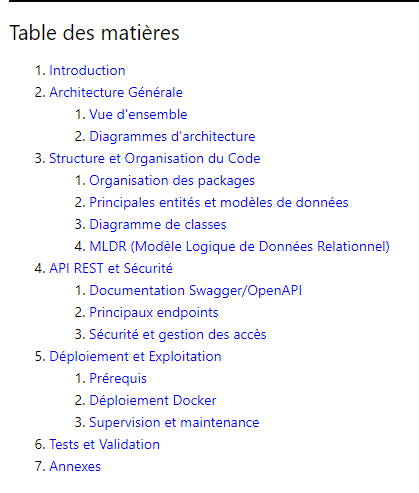 Table des matières
1. Introduction
2. Architecture Générale
1. Vue d'ensemble
2. Diagrammes d'architecture
3. Structure et Organisation du Code
1. Organisation des packages
2. Principales entités et modèles de données
3. Diagramme de classes
4. MLDR (Modèle Logique de Données Relationnel)
4. API REST et Sécurité
1. Documentation Swagger/OpenAPI
2. Principaux endpoints
3. Sécurité et gestion des accès
5. Déploiement et Exploitation
1. Prérequis
2. Déploiement Docker
3. Supervision et maintenance
6. Tests et Validation
7. Annexes